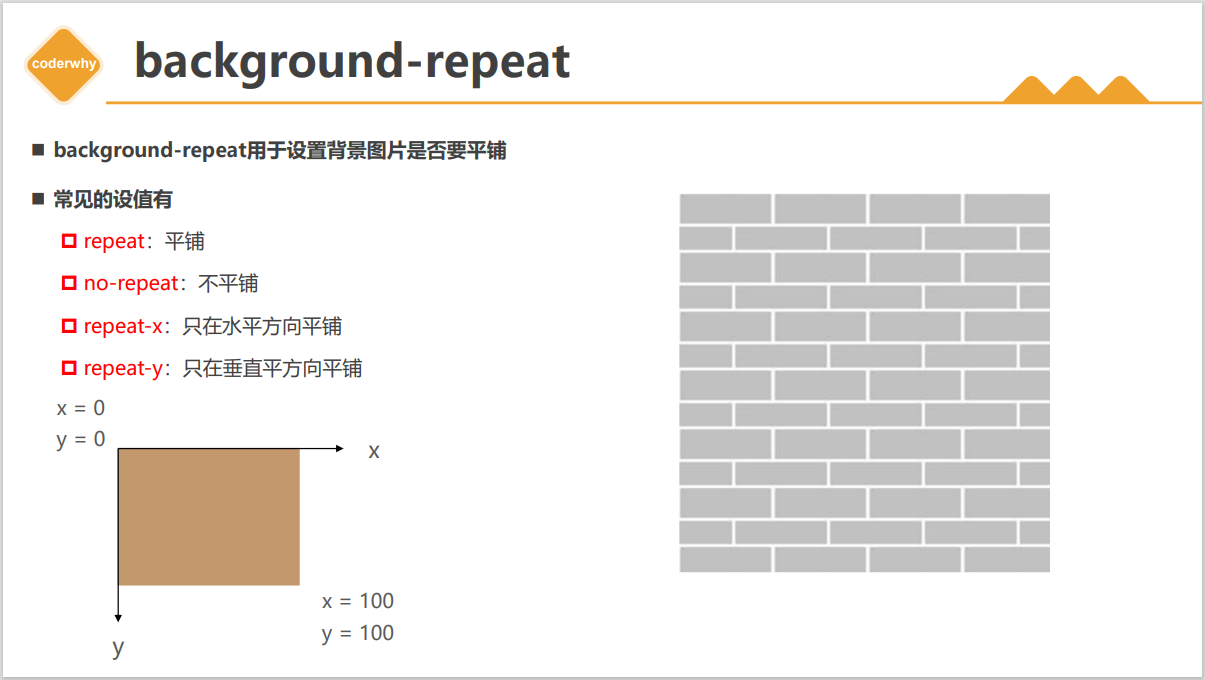 coderwhy
background-repeat
background-repeat用于设置背景图片是否要平铺
常见的设值有
repeat：平铺
no-repeat：不平铺
repeat-x：只在水平方向平铺
repeat-y：只在垂直平方向平铺
x = 0
y = 0
x
x = 100
y = 100
y